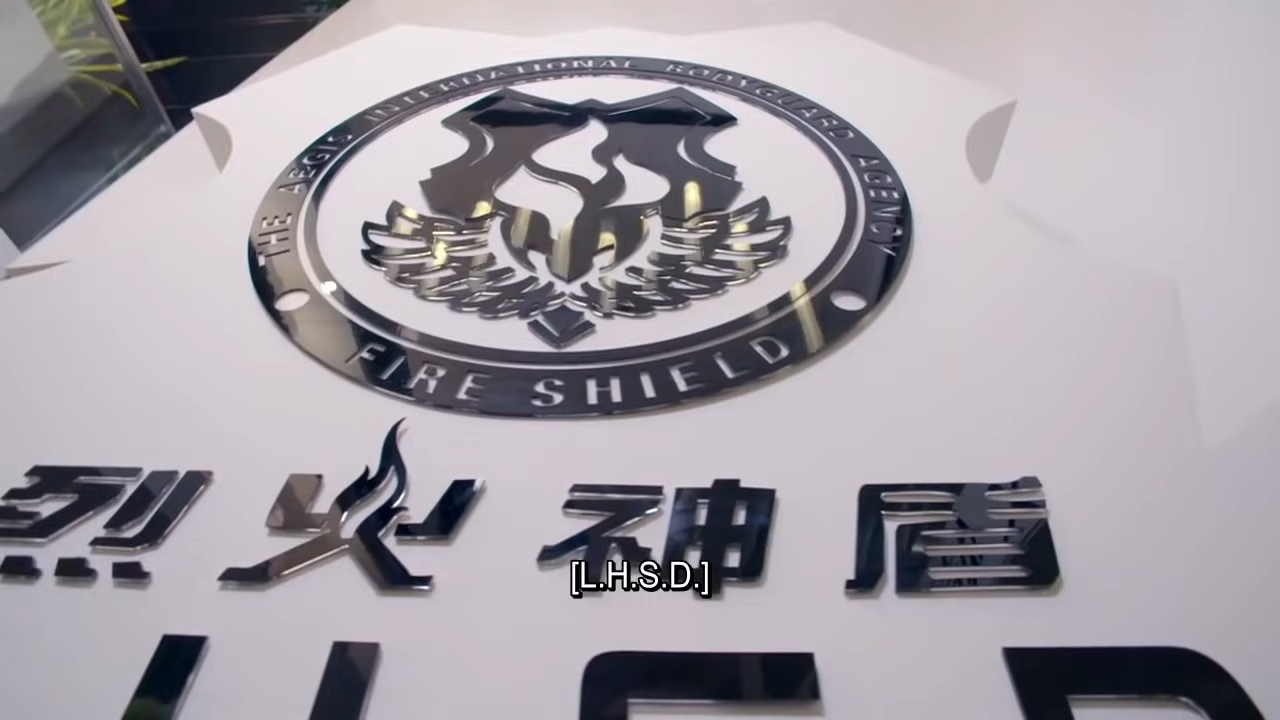 THE AEGIS INTERNATIONAL BODYGUARD AGENCY
FIRE SHIELD
烈火神盾
[L.H.S.D.]
H S D